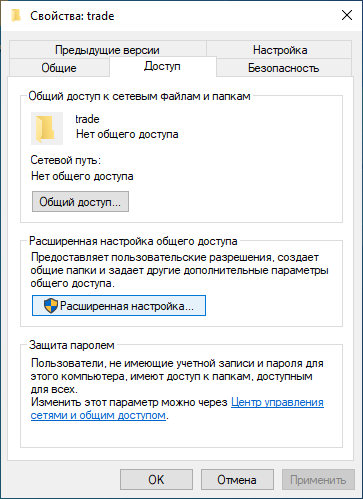 Свойства: trade
Предыдущие версии
Настройка
Общие
Доступ
Безопасность
Общий доступ к сетевым файлам и папкам
trade
Нет общего доступа
Сетевой путь:
Нет общего доступа
Общий доступ...
Расширенная настройка общего доступа
Предоставляет пользовательские разрешения, создает
общие папки и задает другие дополнительные параметры
общего доступа.
Расширенная настройка...
Защита паролем
Пользователи, не имеющие учетной записи и пароля для
этого компьютера, имеют доступ к папкам, доступным
для всех.
Изменить этот параметр можно через Центр управления
сетями и общим доступом.
OK
Отмена
Применить